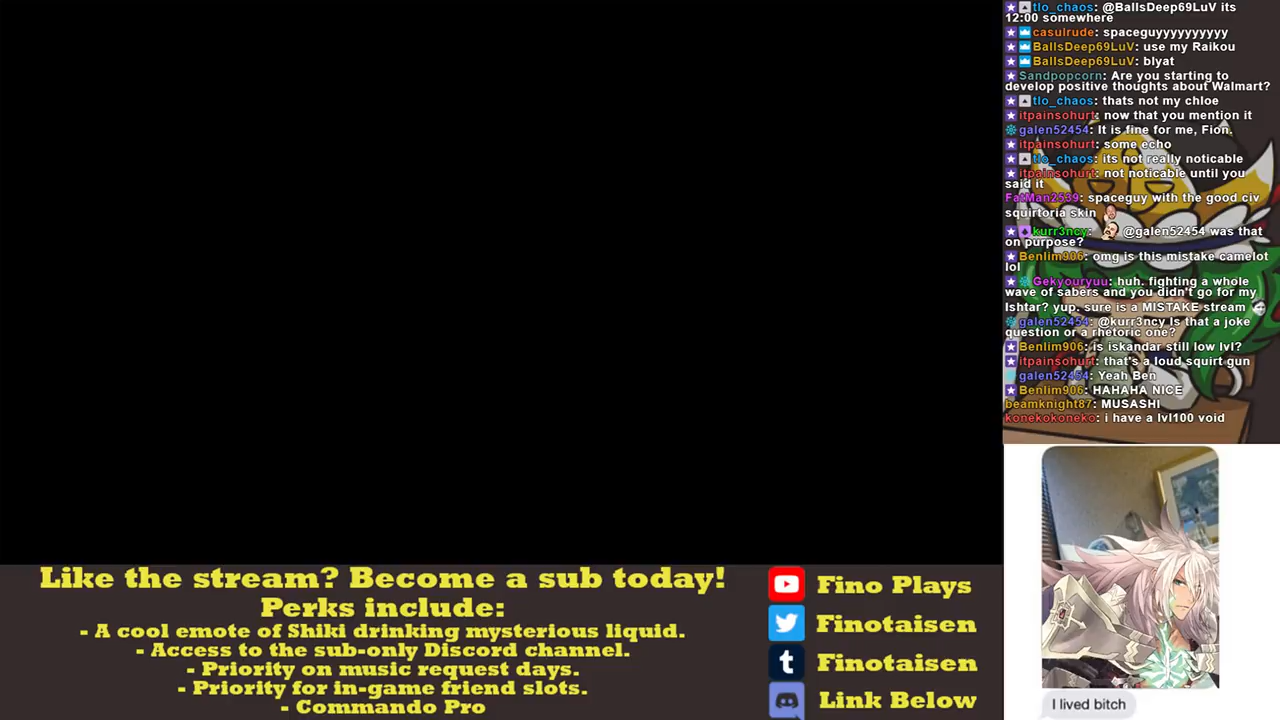 tlo_chaos: @BallsDeep69LuV its
12:00 somewhere
casulrude: spaceguyyyyyyyyyy
BallsDeep69LuV: use my Raikou
BallsDeep69LuV: blyat
Sandpopcorn: Are you starting to
develop positive thoughts about Walmart?
tlo_chaos: thats not my chloe
itpainsohurt: now that you mention it
galen52454: It is fine for me, Fion.
itpainsohurt: some echo
tlo_chaos: its not really noticable
itpainsohurt: not noticable until you
said it
FatMan2539: spaceguy with the good civ
squirtoria skin
kurr3ncy: @galen52454 was that
on purpose?
Benlim906: omg is this mistake camelot
lol
Gekyouryuu: huh. fighting a whole
wave of sabers and you didn't go for my
Ishtar? yup. sure is a MISTAKE stream
galen52454: @kurr3ncy Is that a joke
question or a rhetoric one?
Benlim906: is iskandar still low lvl?
itpainsohurt: that's a loud squirt gun
galen52454: Yeah Ben
Benlim906: HAHAHA NICE
beamknight87: MUSASHI
konekokoneko: i have a lvl100 void
I lived bitch
Like the stream? Become a sub today!
Perks include:
- A cool emote of Shiki drinking mysterious liquid.
- Access to the sub-only Discord channel.
- Priority on music request days.
- Priority for in-game friend slots.
- Commando Pro
Fino Plays
Finotaisen
Finotaisen
Link Below